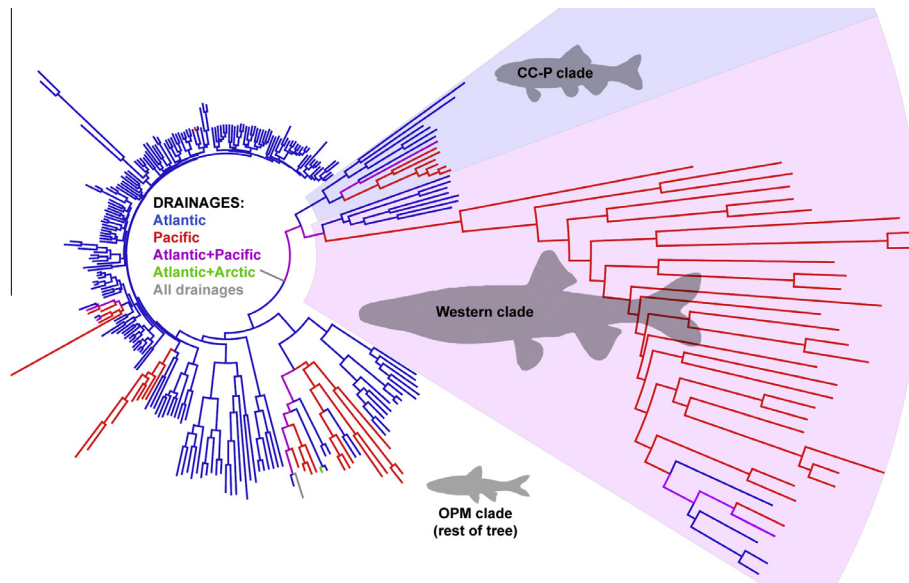 CC-P clade
DRAINAGES:
Atlantic
Pacific
Atlantic+Pacific
Atlantic+Arctic
All drainages
Western clade
OPM clade
(rest of tree)